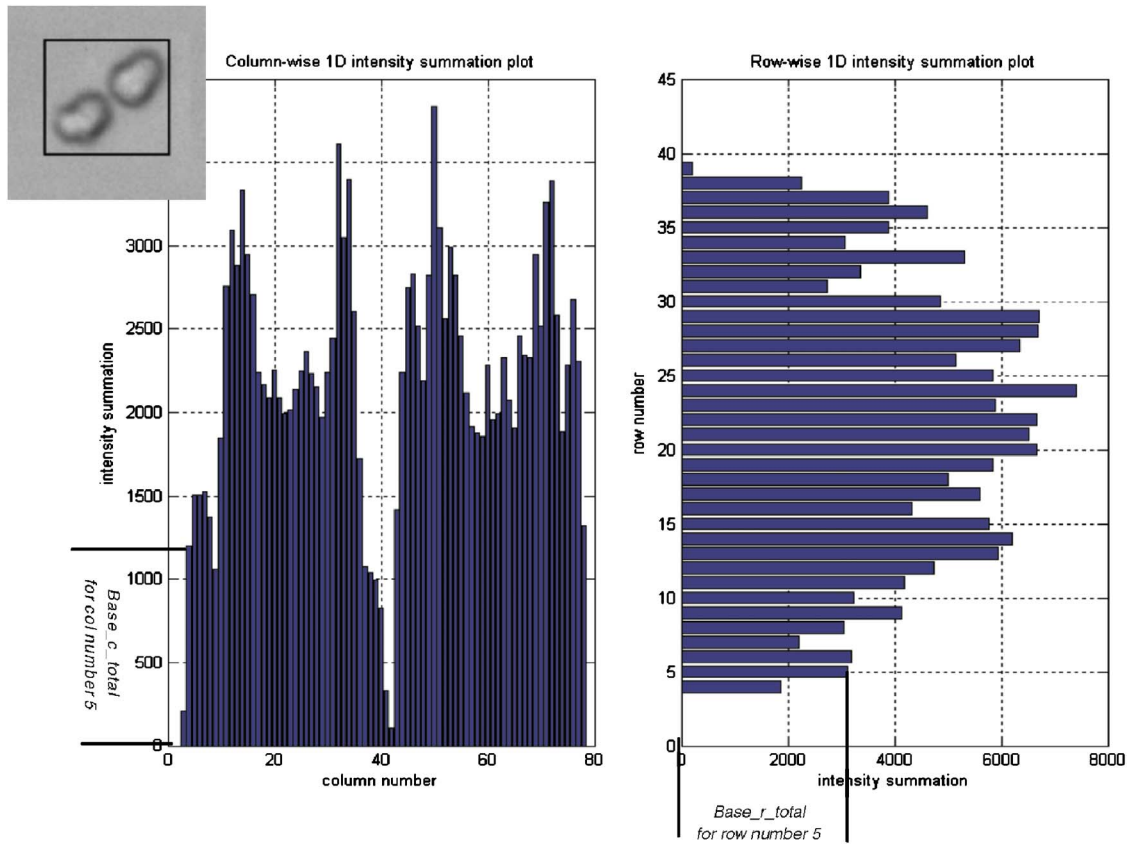 Column-wise 1D intensity summation plot
3000
2500
2000
1500
1000
500
0
intensity summation
0 20 40 60 80
column number
Base_c_total
for col number 5
Row-wise 1D intensity summation plot
45
40
35
30
25
20
15
10
5
0
row number
0 2000 4000 6000 8000
intensity summation
Base_r_total
for row number 5